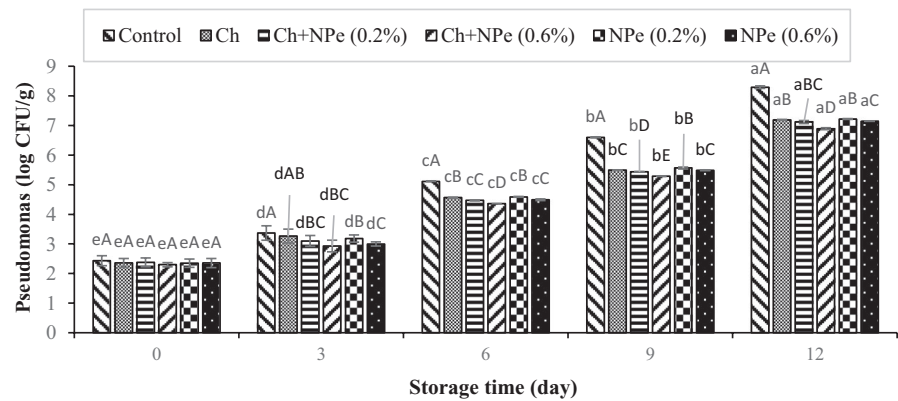 Control Ch Ch+NPe (0.2%) Ch+NPe (0.6%) NPe (0.2%) NPe (0.6%)
Pseudomonas (log CFU/g)
9
8
7
6
5
4
3
2
1
0
eA eA eA eA eA eA
dA dAB dBC dBC dB dC
cA cB cC cD cB cC
bA bC bD bE bB bC
aA aB aBC aD aB aC
0 3 6 9 12
Storage time (day)